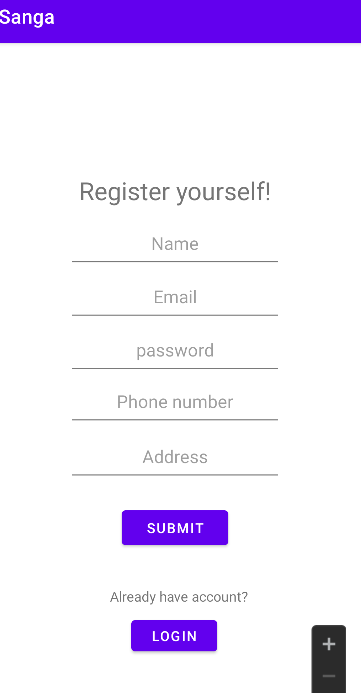 Sanga
Register yourself!
Name
Email
password
Phone number
Address
SUBMIT
Already have account?
LOGIN